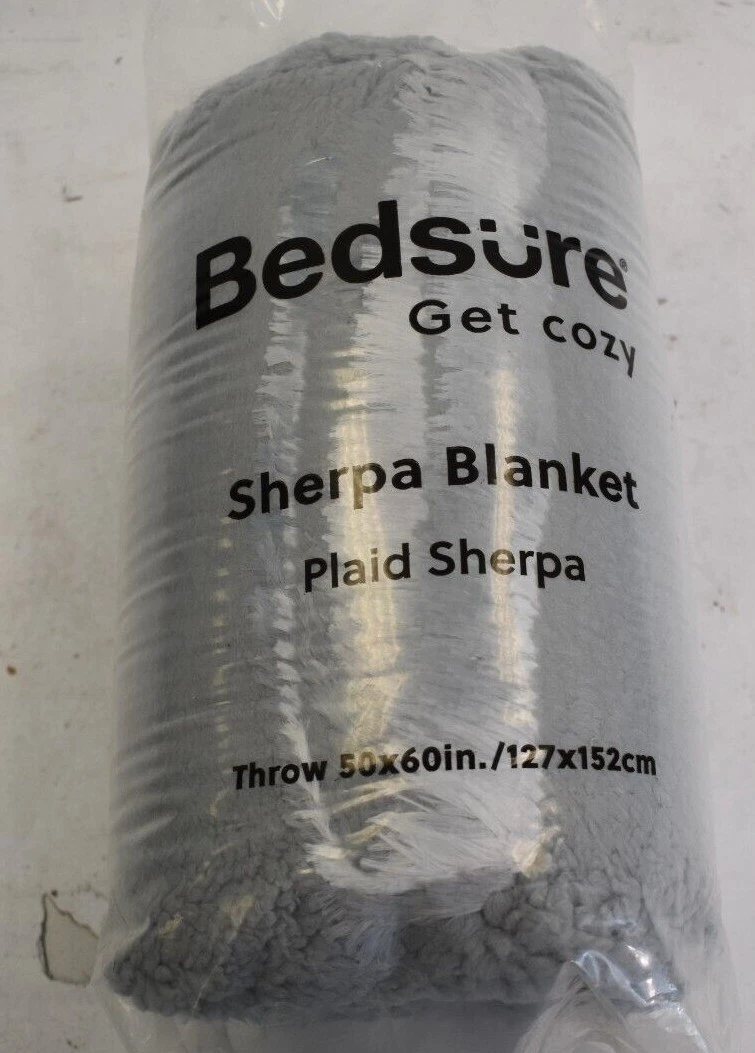 Bedsure®
Get cozy
Sherpa Blanket
Plaid Sherpa
Throw 50x60in./127x152cm